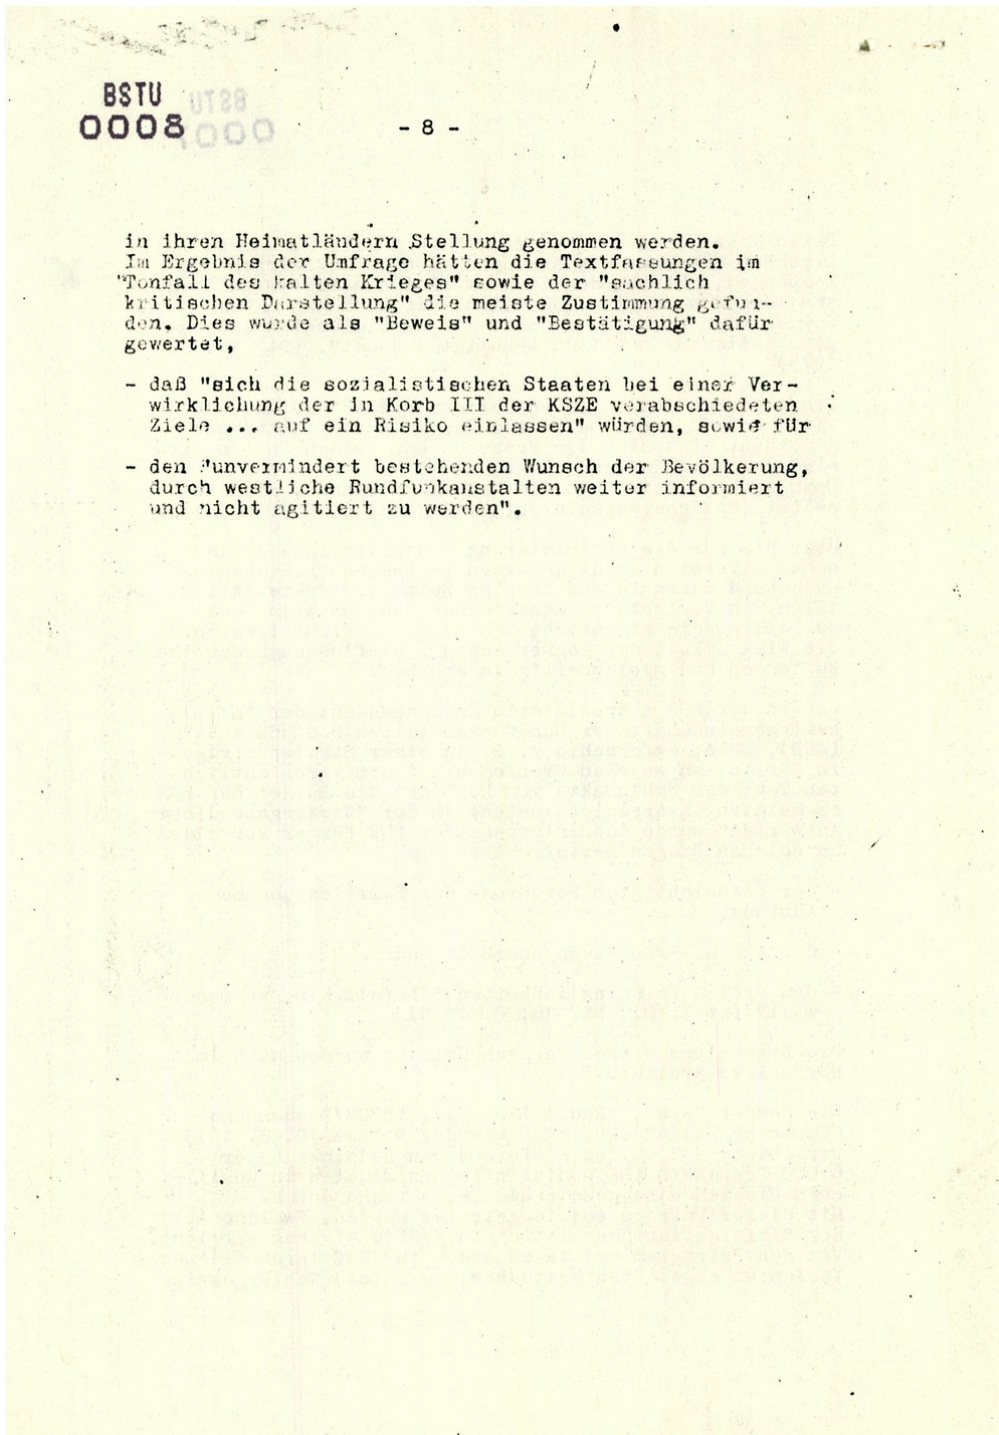 BSTU
0008
- 8 -
in ihren Heimatländern Stellung genommen werden.
Im Ergebnis der Umfrage hätten die Textfassungen im
"Tonfall des kalten Krieges" sowie der "sachlich
kritischen Darstellung" die meiste Zustimmung gefun-
den. Dies wurde als "Beweis" und "Bestätigung" dafür
gewertet,
- daß "sich die sozialistischen Staaten bei einer Ver-
wirklichung der in Korb III der KSZE verabschiedeten
Ziele ... auf ein Risiko einlassen" würden, sowie für
- den "unvermindert bestehenden Wunsch der Bevölkerung,
durch westliche Rundfunkanstalten weiter informiert
und nicht agitiert zu werden".